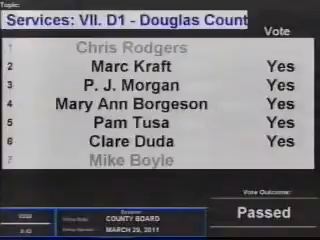 Topic:
Services: VII. D1 - Douglas Count
Vote
1 Chris Rodgers
2 Marc Kraft Yes
3 P. J. Morgan Yes
4 Mary Ann Borgeson Yes
5 Pam Tusa Yes
6 Clare Duda Yes
7 Mike Boyle
Vote Outcome:
Passed
COUNTY BOARD
MARCH 29, 2011